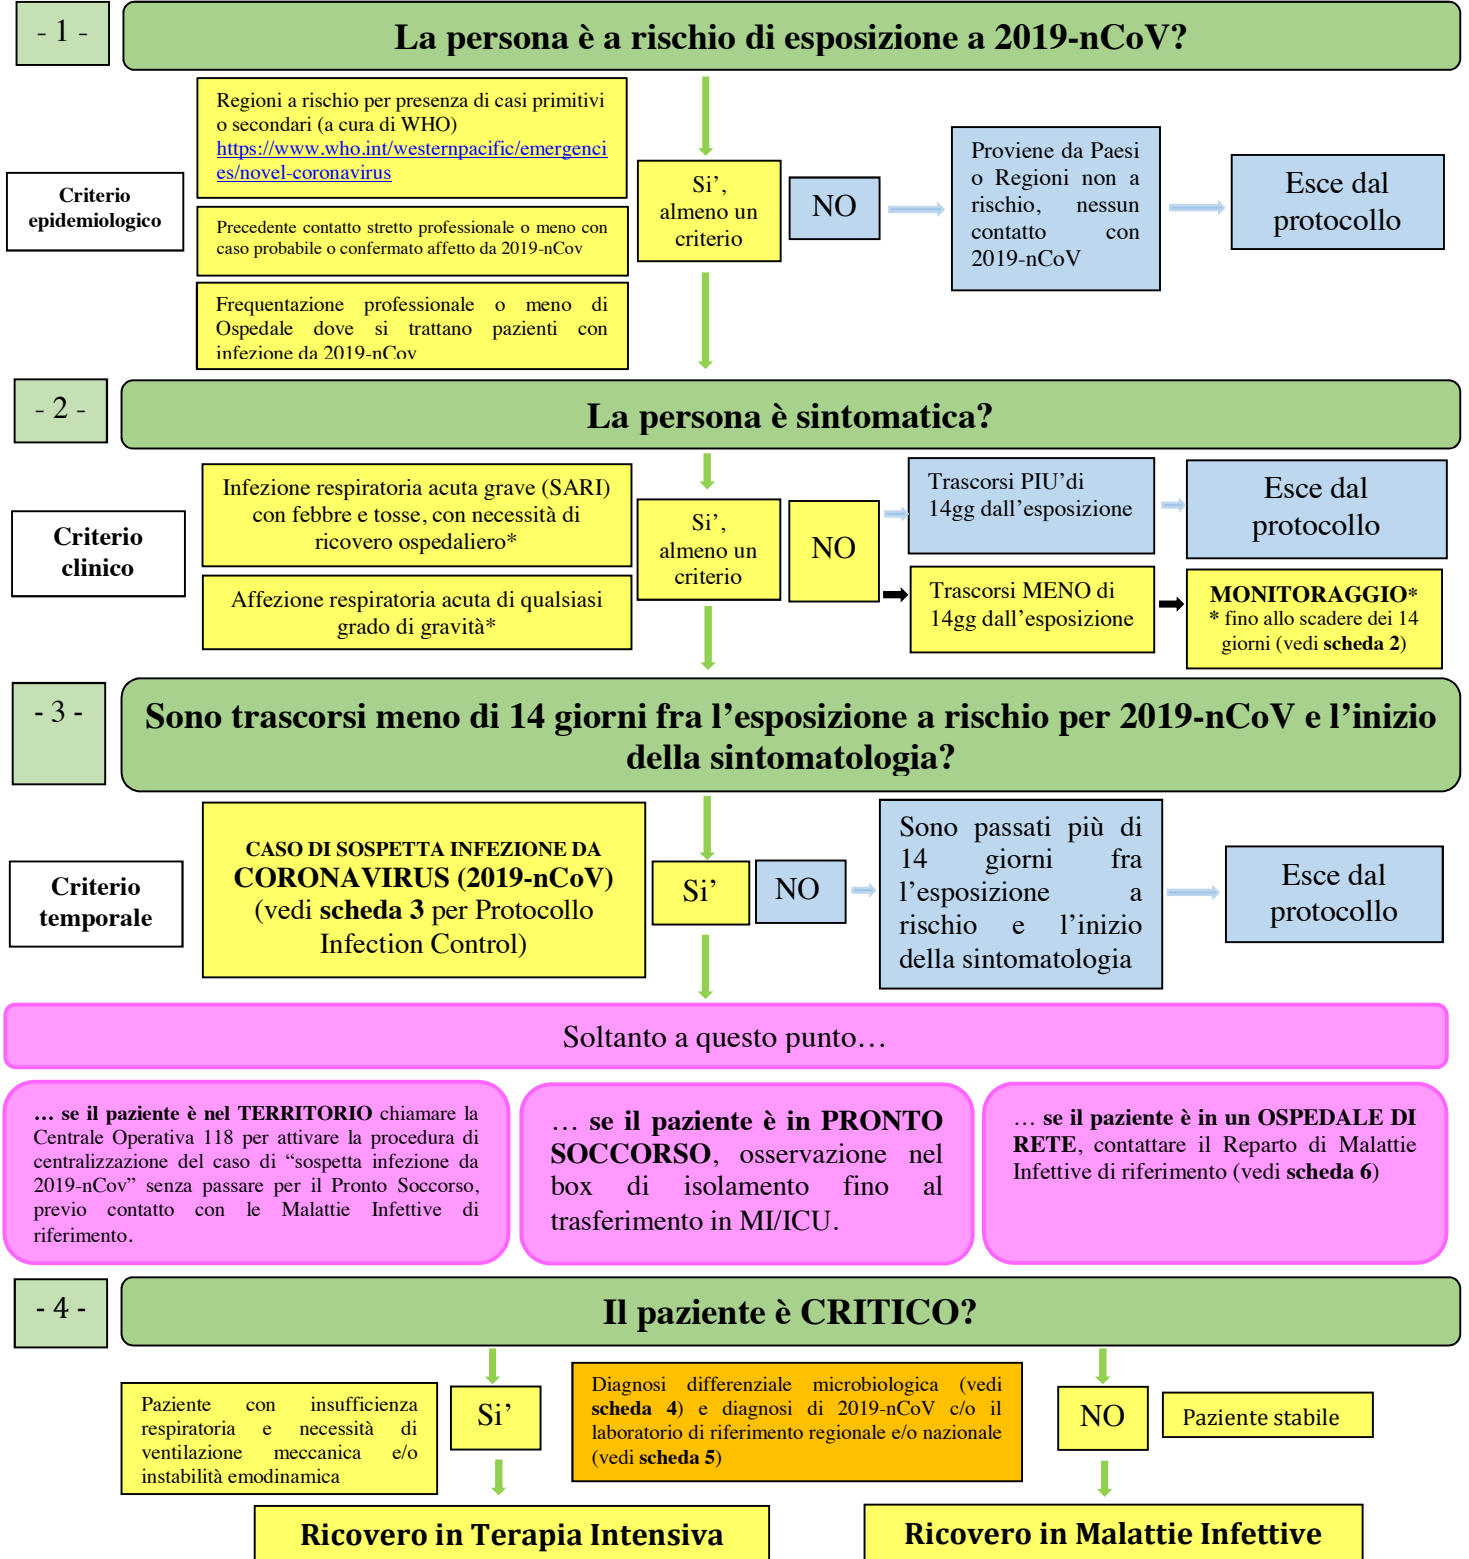 - 1 -
La persona è a rischio di esposizione a 2019-nCoV?
Criterio
epidemiologico
Regioni a rischio per presenza di casi primitivi
o secondari (a cura di WHO)
https://www.who.int/westernpacific/emergenci
es/novel-coronavirus
Precedente contatto stretto professionale o meno con
caso probabile o confermato affetto da 2019-nCov
Frequentazione professionale o meno di
Ospedale dove si trattano pazienti con
infezione da 2019-nCov
Si’,
almeno un
criterio
NO
Proviene da Paesi
o Regioni non a
rischio, nessun
contatto con
2019-nCoV
Esce dal
protocollo
- 2 -
La persona è sintomatica?
Criterio
clinico
Infezione respiratoria acuta grave (SARI)
con febbre e tosse, con necessità di
ricovero ospedaliero*
Affezione respiratoria acuta di qualsiasi
grado di gravità*
Si’,
almeno un
criterio
NO
Trascorsi PIU’di
14gg dall’esposizione
Esce dal
protocollo
Trascorsi MENO di
14gg dall’esposizione
MONITORAGGIO*
* fino allo scadere dei 14
giorni (vedi scheda 2)
- 3 -
Sono trascorsi meno di 14 giorni fra l’esposizione a rischio per 2019-nCoV e l’inizio
della sintomatologia?
Criterio
temporale
CASO DI SOSPETTA INFEZIONE DA
CORONAVIRUS (2019-nCoV)
(vedi scheda 3 per Protocollo
Infection Control)
Si’
NO
Sono passati più di
14 giorni fra
l’esposizione a
rischio e l’inizio
della sintomatologia
Esce dal
protocollo
Soltanto a questo punto…
… se il paziente è nel TERRITORIO chiamare la
Centrale Operativa 118 per attivare la procedura di
centralizzazione del caso di “sospetta infezione da
2019-nCov” senza passare per il Pronto Soccorso,
previo contatto con le Malattie Infettive di
riferimento.
… se il paziente è in PRONTO
SOCCORSO, osservazione nel
box di isolamento fino al
trasferimento in MI/ICU.
… se il paziente è in un OSPEDALE DI
RETE, contattare il Reparto di Malattie
Infettive di riferimento (vedi scheda 6)
- 4 -
Il paziente è CRITICO?
Paziente con insufficienza
respiratoria e necessità di
ventilazione meccanica e/o
instabilità emodinamica
Si’
Diagnosi differenziale microbiologica (vedi
scheda 4) e diagnosi di 2019-nCoV c/o il
laboratorio di riferimento regionale e/o nazionale
(vedi scheda 5)
NO
Paziente stabile
Ricovero in Terapia Intensiva
Ricovero in Malattie Infettive